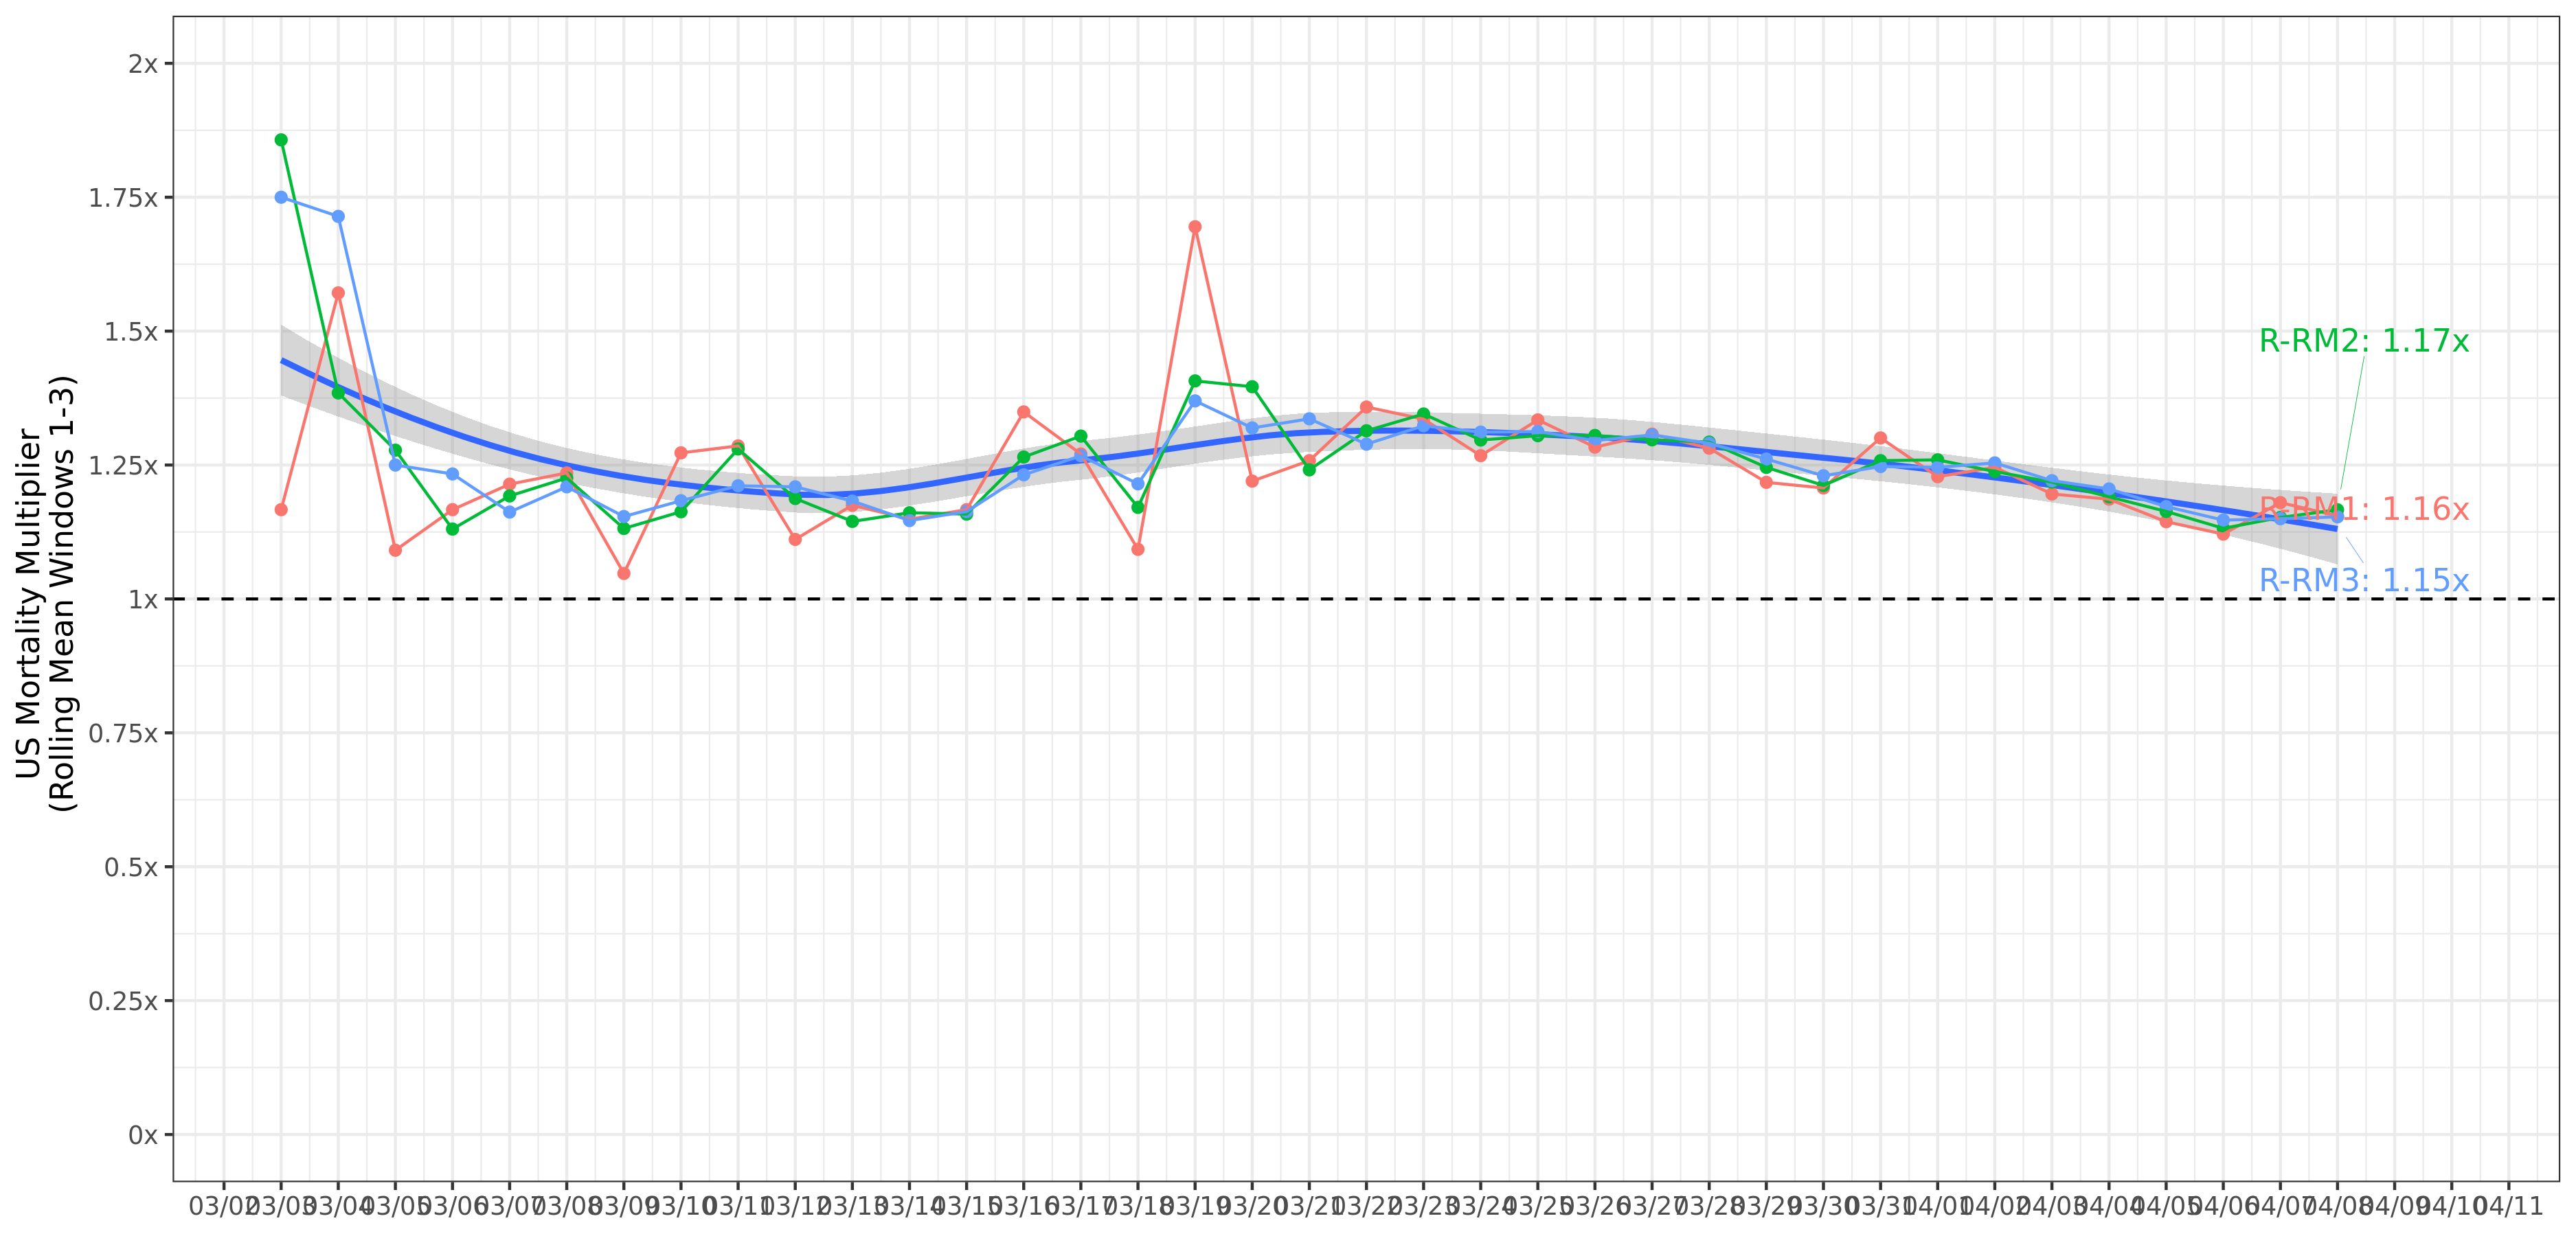 US Mortality Multiplier
(Rolling Mean Windows 1-3)
2x
1.75x
1.5x
1.25x
1x
0.75x
0.5x
0.25x
0x
R-RM2: 1.17x
R-RM1: 1.16x
R-RM3: 1.15x
03/02 03/03 03/04 03/05 03/06 03/07 03/08 03/09 03/10 03/11 03/12 03/13 03/14 03/15 03/16 03/17 03/18 03/19 03/20 03/21 03/22 03/23 03/24 03/25 03/26 03/27 03/28 03/29 03/30 03/31 04/01 04/02 04/03 04/04 04/05 04/06 04/07 04/08 04/09 04/10 04/11